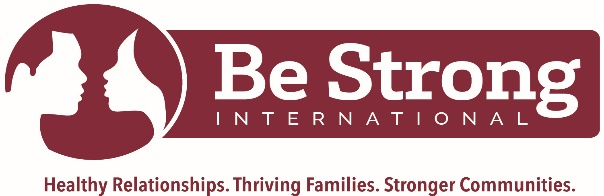 Be Strong
INTERNATIONAL
Healthy Relationships. Thriving Families. Stronger Communities.